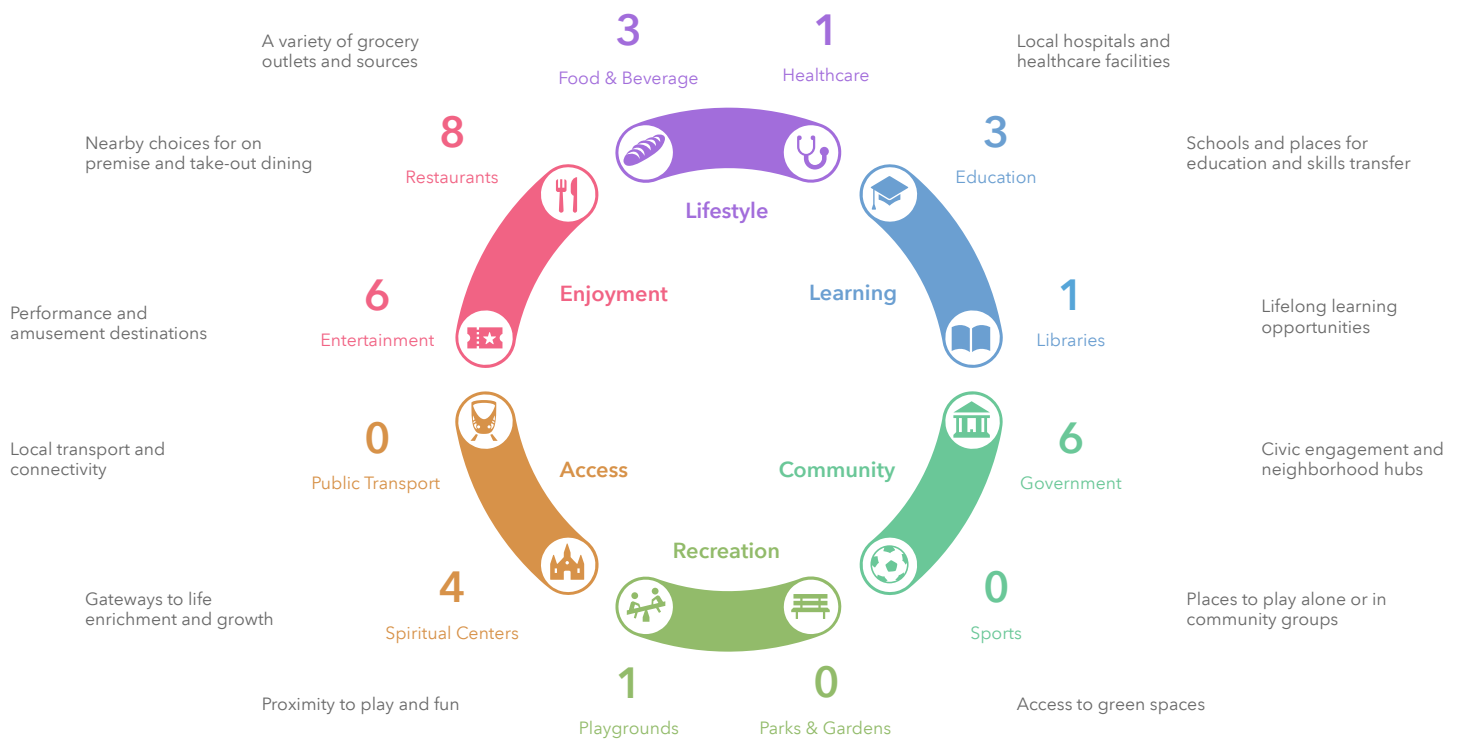 3
1
A variety of grocery
outlets and sources
Local hospitals and
healthcare facilities
Food & Beverage
Healthcare
8
3
Nearby choices for on
premise and take-out dining
Schools and places for
education and skills transfer
Restaurants
Education
Lifestyle
Enjoyment
Learning
6
1
Performance and
amusement destinations
Lifelong learning
opportunities
Entertainment
Libraries
0
6
Local transport and
connectivity
Access
Community
Civic engagement and
neighborhood hubs
Public Transport
Government
Recreation
4
0
Gateways to life
enrichment and growth
Places to play alone or in
community groups
Spiritual Centers
Sports
1
0
Proximity to play and fun
Access to green spaces
Playgrounds
Parks & Gardens